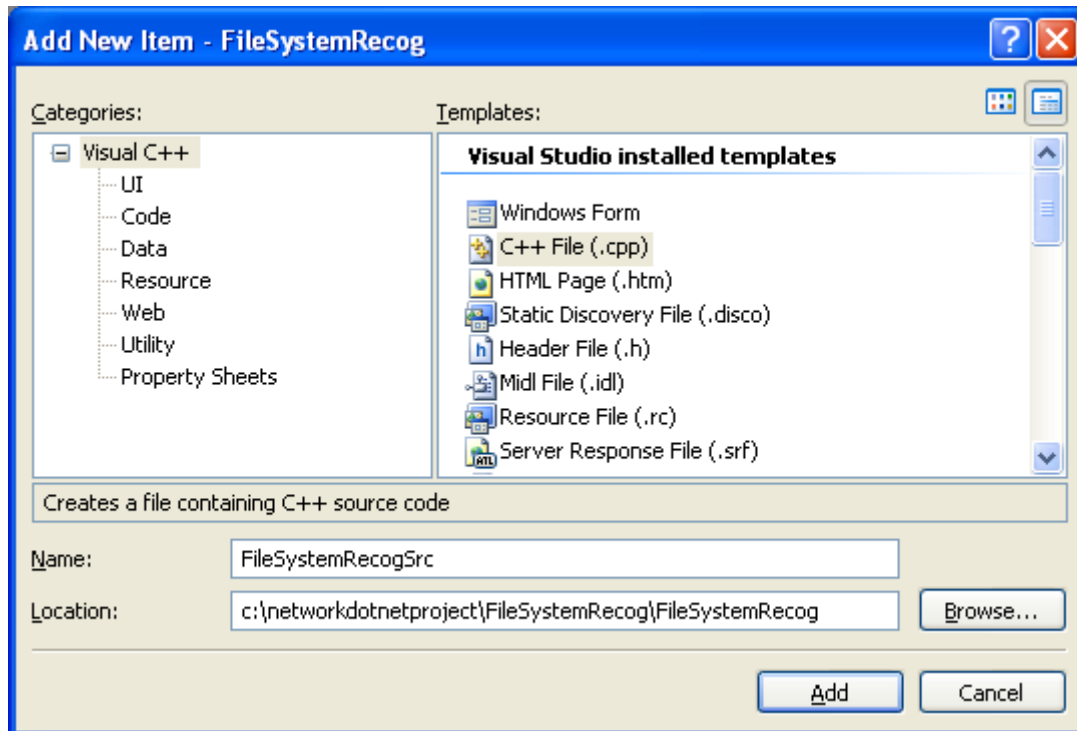 Add New Item - FileSystemRecog
Categories:
Templates:
Visual C++
UI
Code
Data
Resource
Web
Utility
Property Sheets
Visual Studio installed templates
Windows Form
C++ File (.cpp)
HTML Page (.htm)
Static Discovery File (.disco)
Header File (.h)
Midl File (.idl)
Resource File (.rc)
Server Response File (.srf)
Creates a file containing C++ source code
Name:
FileSystemRecogSrc
Location:
c:\networkdotnetproject\FileSystemRecog\FileSystemRecog
Browse...
Add
Cancel